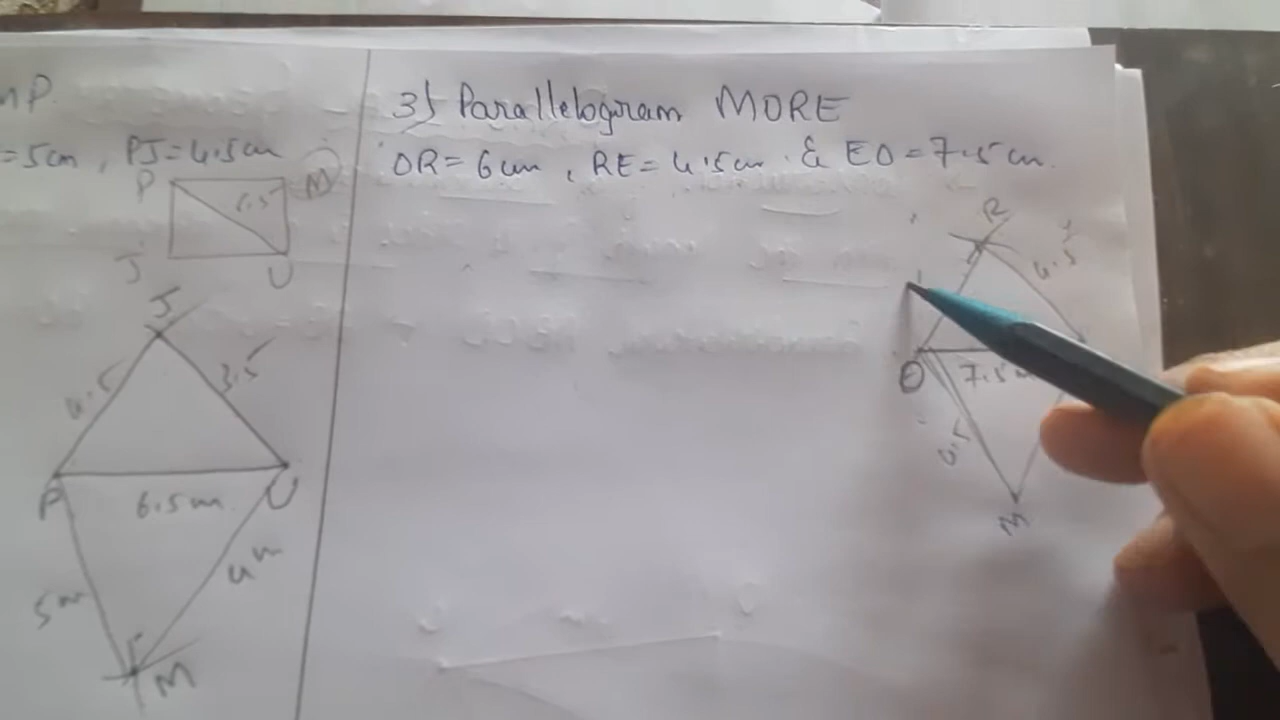 MP.
=5cm, PJ=4.5cm
P
M
J
U
J
4.5
3.5
P
6.5cm
U
5cm
4cm
M
3) Parallelogram MORE
OR=6cm, RE=4.5cm & EO=7.5cm.
R
4.5
O
7.5
4.5
M